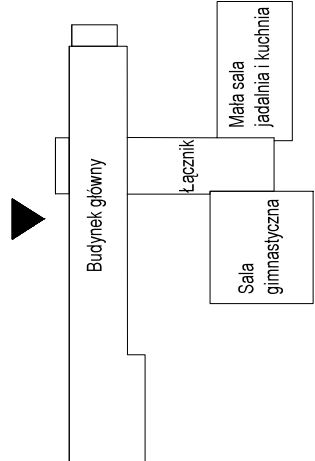 Budynek główny
Łącznik
Mała sala
jadalnia i kuchnia
Sala
gimnastyczna